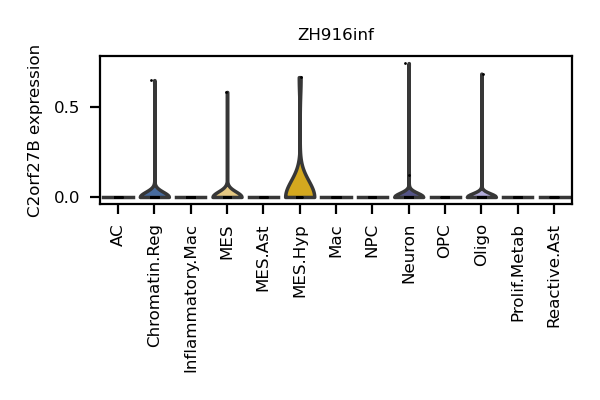 ZH916inf
C2orf27B expression
0.5
0.0
AC
Chromatin.Reg
Inflammatory.Mac
MES
MES.Ast
MES.Hyp
Mac
NPC
Neuron
OPC
Oligo
Prolif.Metab
Reactive.Ast